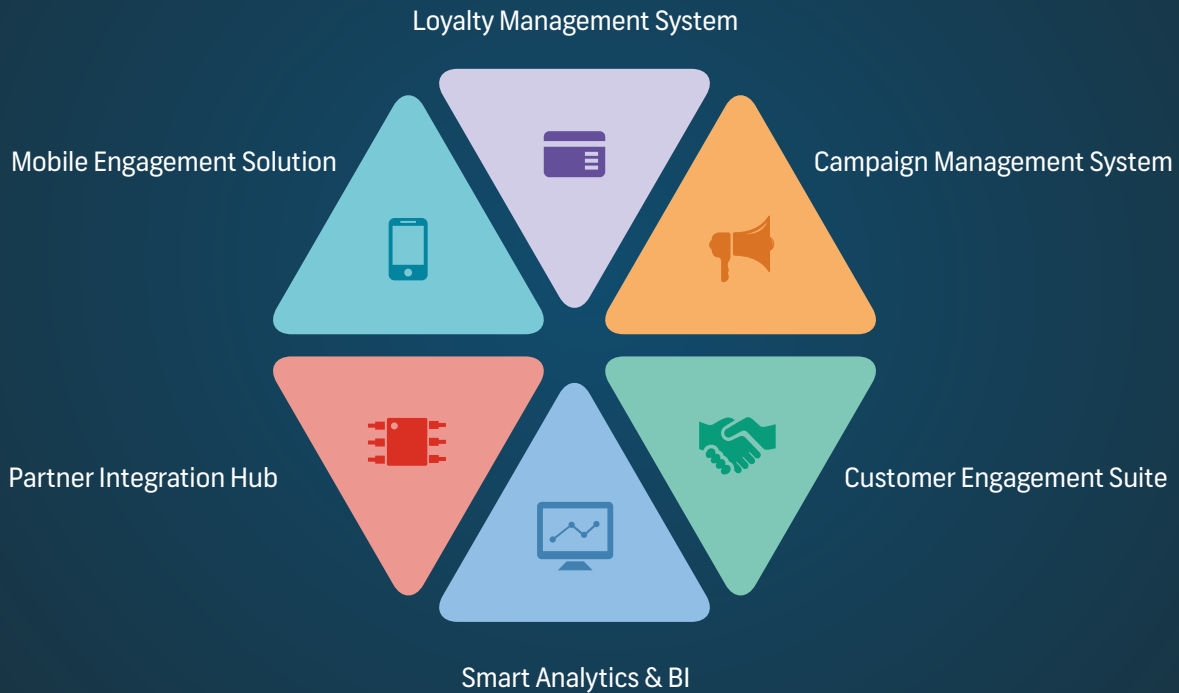 Loyalty Management System
Mobile Engagement Solution
Campaign Management System
Partner Integration Hub
Customer Engagement Suite
Smart Analytics & BI